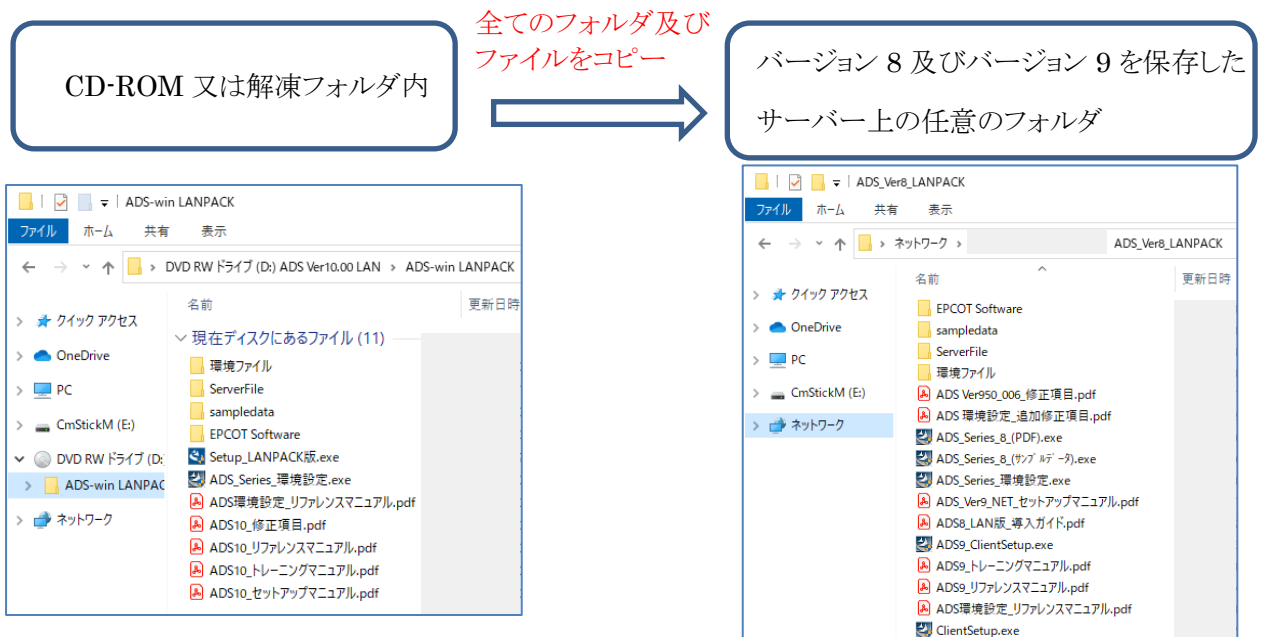 全てのフォルダ及び
ファイルをコピー
CD-ROM 又は解凍フォルダ内
バージョン 8 及びバージョン 9 を保存した
サーバー上の任意のフォルダ
ADS-win LANPACK
ファイル ホーム 共有 表示
DVD RW ドライブ (D:) ADS Ver10.00 LAN > ADS-win LANPACK
名前 更新日時
クイック アクセス
OneDrive
PC
CmStickM (E:)
DVD RW ドライブ (D:
ADS-win LANPAC
ネットワーク
現在ディスクにあるファイル (11)
環境ファイル
ServerFile
sampledata
EPCOT Software
Setup_LANPACK版.exe
ADS_Series_環境設定.exe
ADS環境設定_リファレンスマニュアル.pdf
ADS10_修正項目.pdf
ADS10_リファレンスマニュアル.pdf
ADS10_トレーニングマニュアル.pdf
ADS10_セットアップマニュアル.pdf
ADS_Ver8_LANPACK
ファイル ホーム 共有 表示
ネットワーク > ADS_Ver8_LANPACK
名前 更新日時
クイック アクセス
OneDrive
PC
CmStickM (E:)
ネットワーク
EPCOT Software
sampledata
ServerFile
環境ファイル
ADS Ver950_006_修正項目.pdf
ADS 環境設定_追加修正項目.pdf
ADS_Series_8_(PDF).exe
ADS_Series_8_(ｻﾝﾌﾟﾙﾃﾞｰﾀ).exe
ADS_Series_環境設定.exe
ADS_Ver9_NET_セットアップマニュアル.pdf
ADS8_LAN版_導入ガイド.pdf
ADS9_ClientSetup.exe
ADS9_トレーニングマニュアル.pdf
ADS9_リファレンスマニュアル.pdf
ADS環境設定_リファレンスマニュアル.pdf
ClientSetup.exe